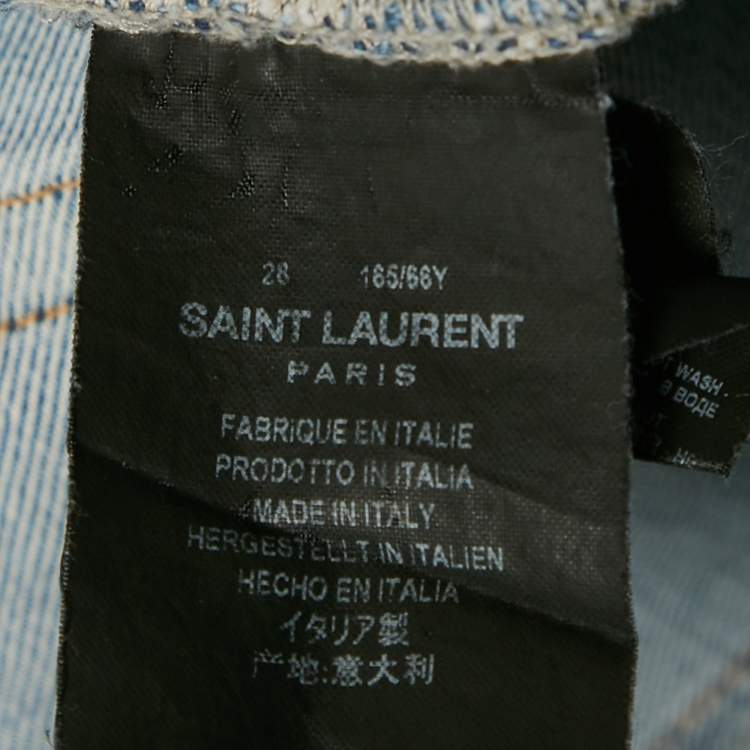 28 165/66Y
SAINT LAURENT
PARIS
FABRIQUE EN ITALIE
PRODOTTO IN ITALIA
MADE IN ITALY
HERGESTELLT IN ITALIEN
HECHO EN ITALIA
イタリア製
产地:意大利
WASH
В ВОДЕ